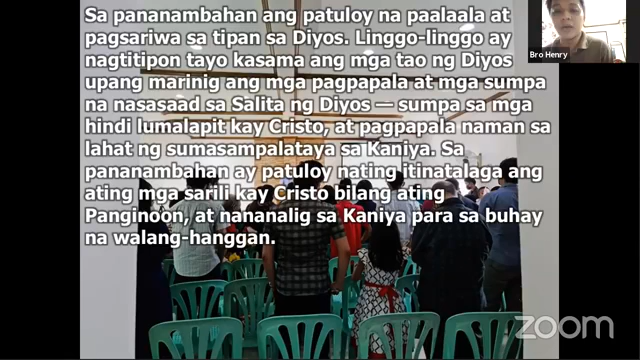 Sa pananambahan ang patuloy na paalaala at
pagsariwa sa tipan sa Diyos. Linggo-linggo ay
nagtitipon tayo kasama ang mga tao ng Diyos
upang marinig ang mga pagpapala at mga sumpa
na nasasaad sa Salita ng Diyos — sumpa sa mga
hindi lumalapit kay Cristo, at pagpapala naman sa
lahat ng sumasampalataya sa Kaniya. Sa
pananambahan ay patuloy nating itinatalaga ang
ating mga sarili kay Cristo bilang ating
Panginoon, at nananalig sa Kaniya para sa buhay
na walang-hanggan.
Bro Henry
zoom